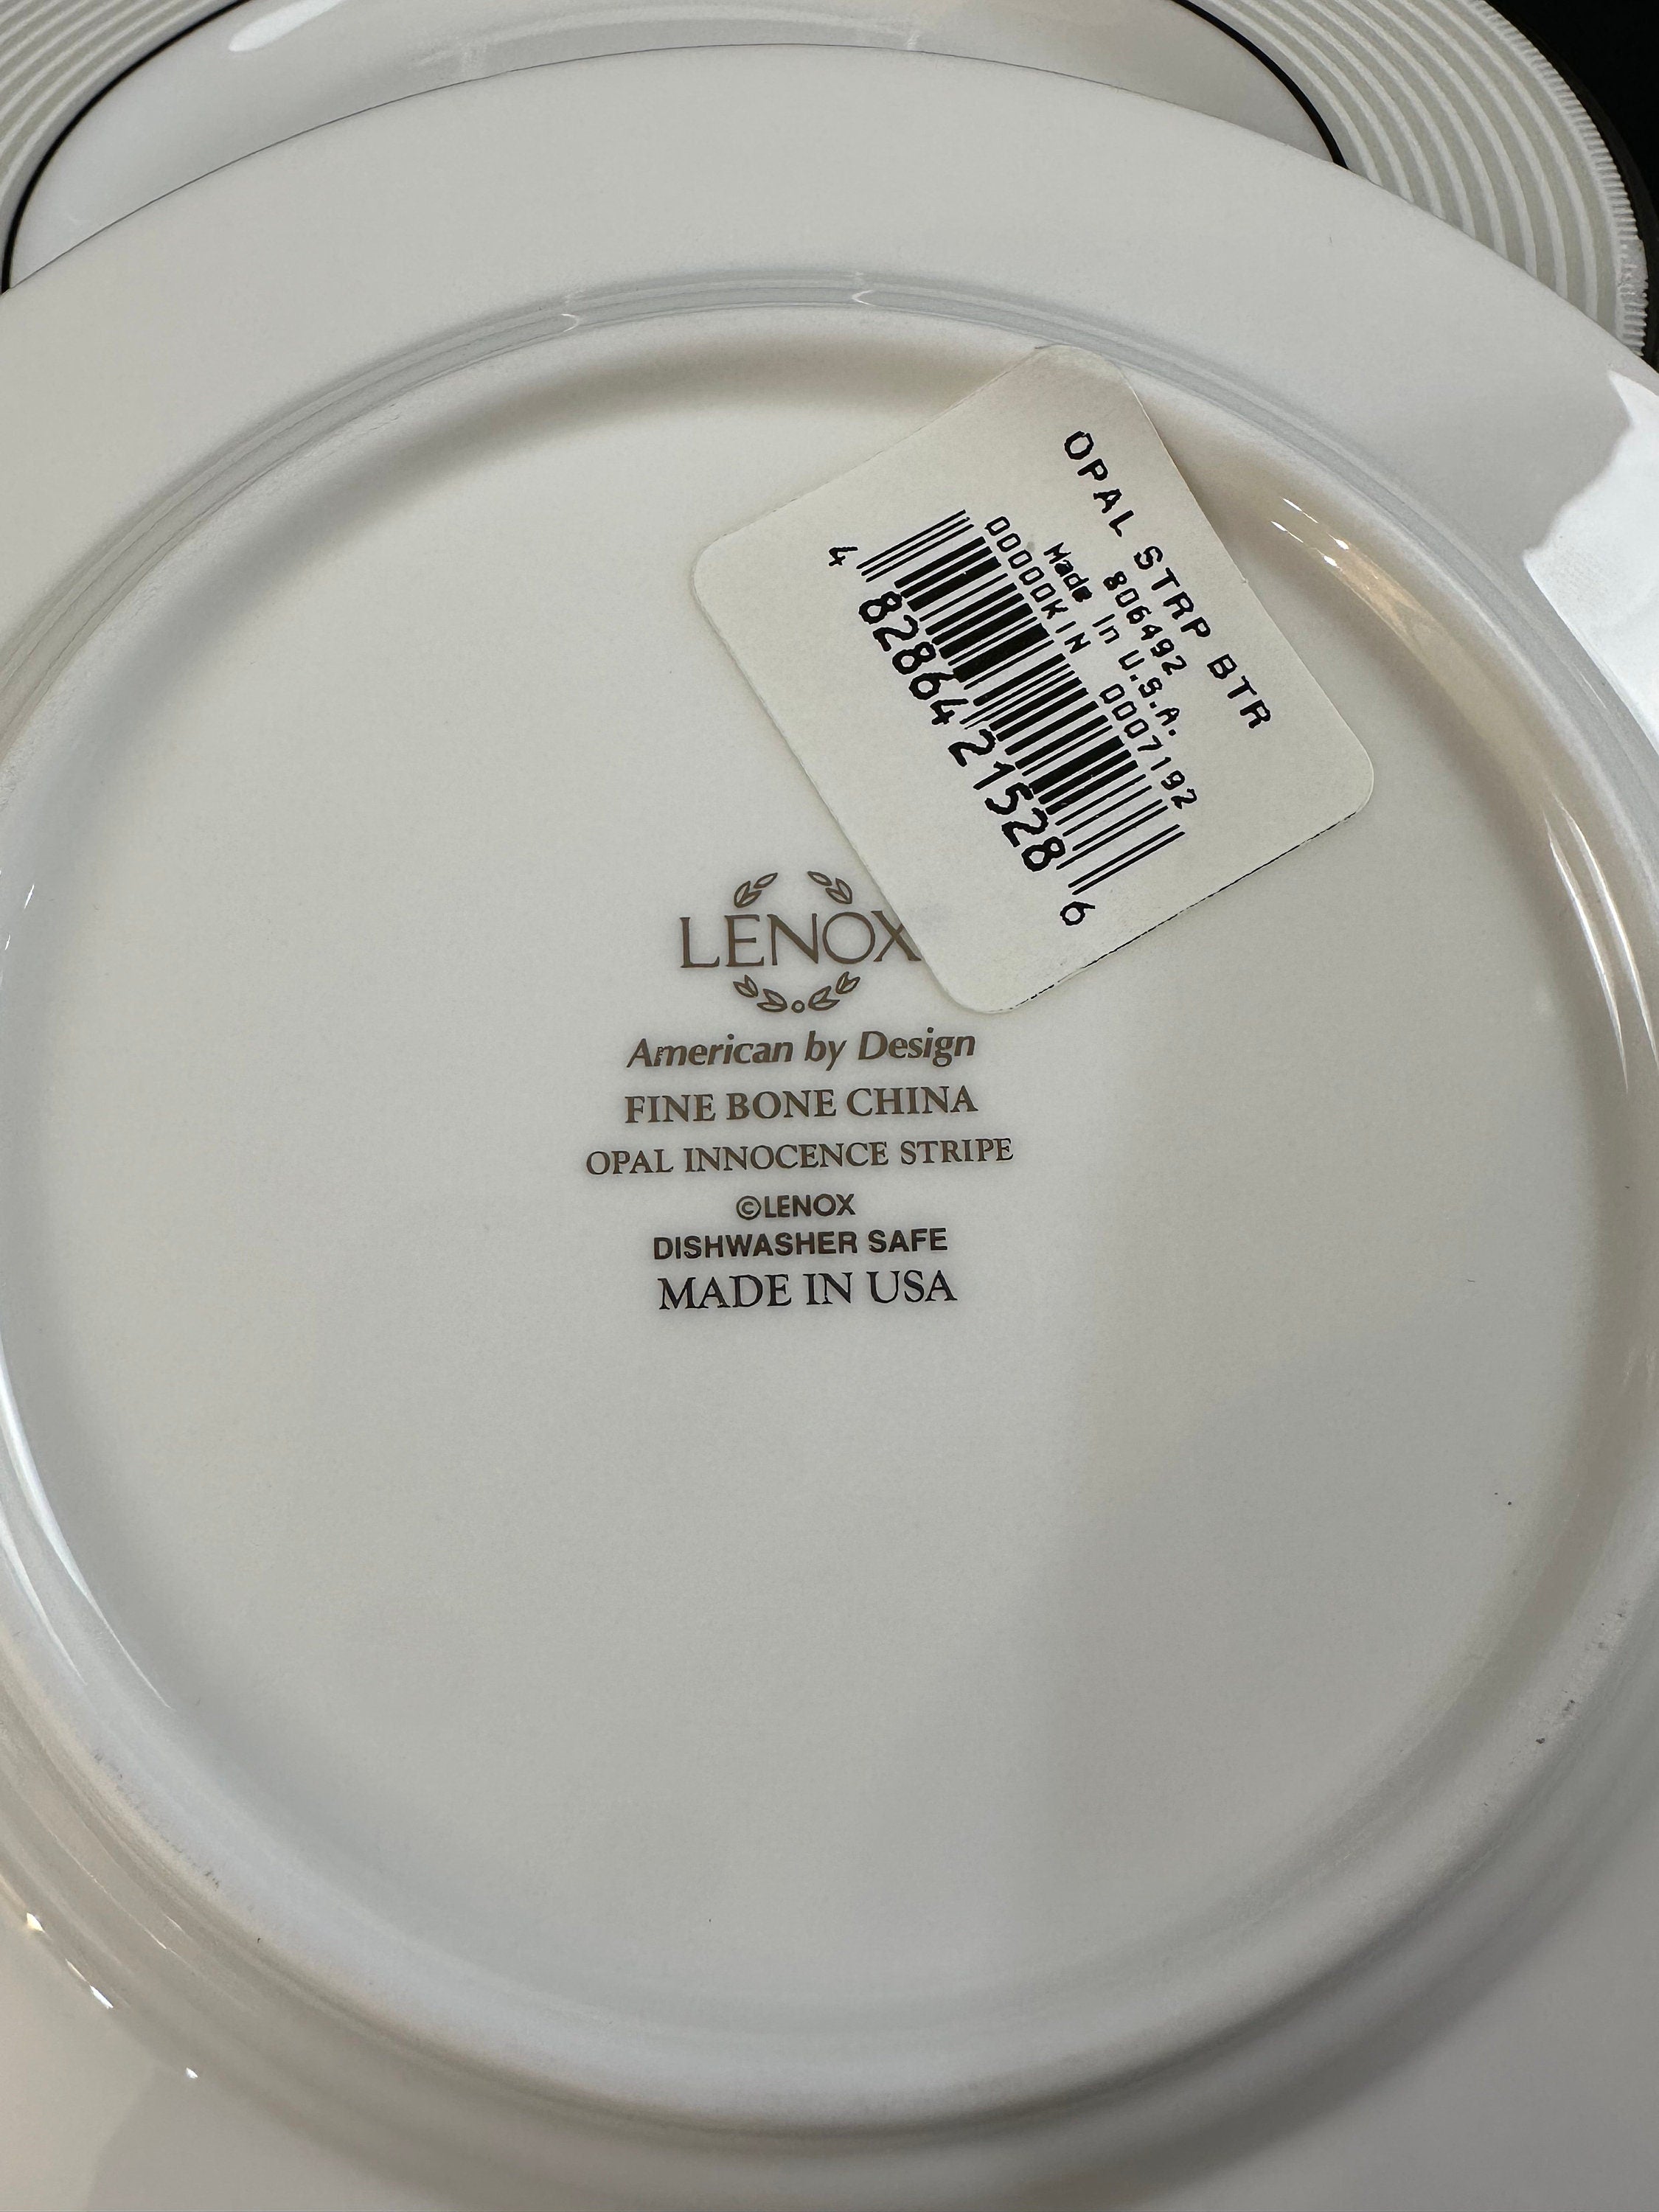 OPAL STRP BTR
806492
Made in U.S.A.
00000KIN 0007192
4 82864 21528 6
LENOX
American by Design
FINE BONE CHINA
OPAL INNOCENCE STRIPE
©LENOX
DISHWASHER SAFE
MADE IN USA